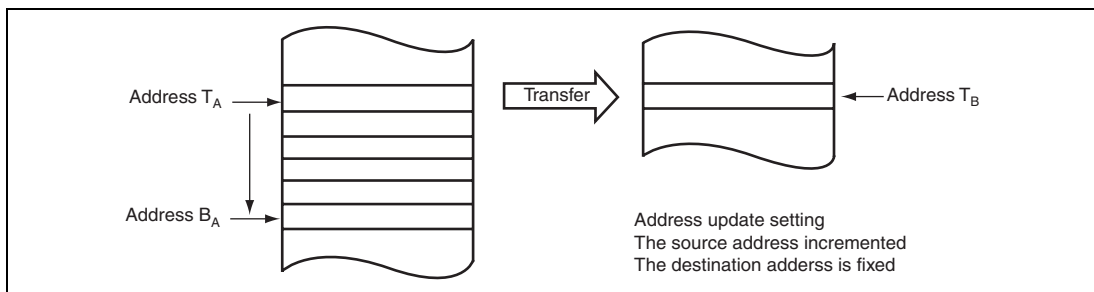 Address T_A
Transfer
Address T_B
Address B_A
Address update setting
The source address incremented
The destination adderss is fixed